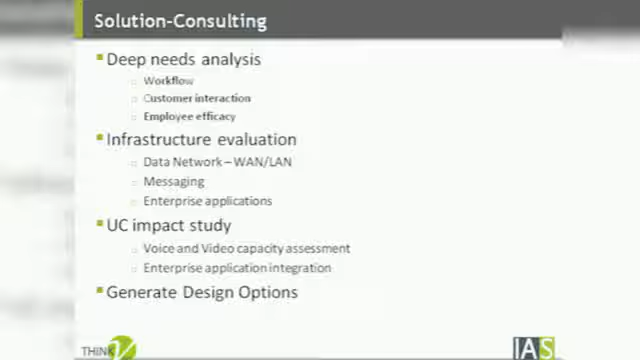 Solution-Consulting
Deep needs analysis
Workflow
Customer interaction
Employee efficacy
Infrastructure evaluation
Data Network – WAN/LAN
Messaging
Enterprise applications
UC impact study
Voice and Video capacity assessment
Enterprise application integration
Generate Design Options
THINK
IAS